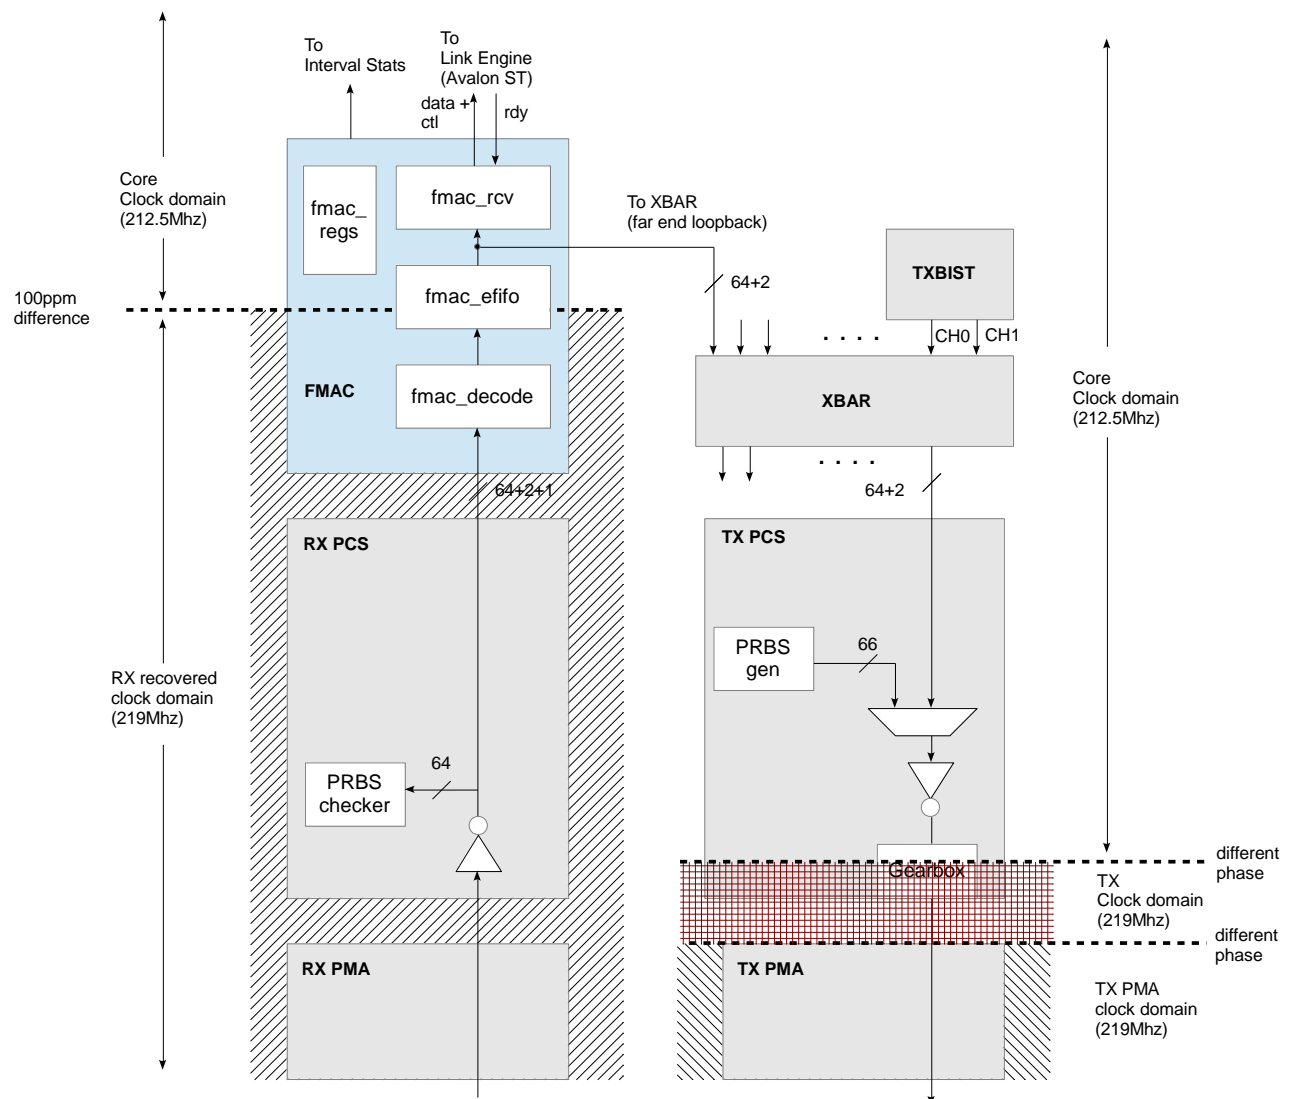 To
Interval Stats
To
Link Engine
(Avalon ST)
data +
ctl
rdy
Core
Clock domain
(212.5Mhz)
fmac_
regs
fmac_rcv
To XBAR
(far end loopback)
64+2
TXBIST
CH0
CH1
100ppm
difference
fmac_efifo
. . . .
FMAC
fmac_decode
XBAR
Core
Clock domain
(212.5Mhz)
. . . .
64+2
64+2+1
RX PCS
TX PCS
PRBS
gen
66
RX recovered
clock domain
(219Mhz)
PRBS
checker
64
Gearbox
different
phase
TX
Clock domain
(219Mhz)
different
phase
RX PMA
TX PMA
TX PMA
clock domain
(219Mhz)